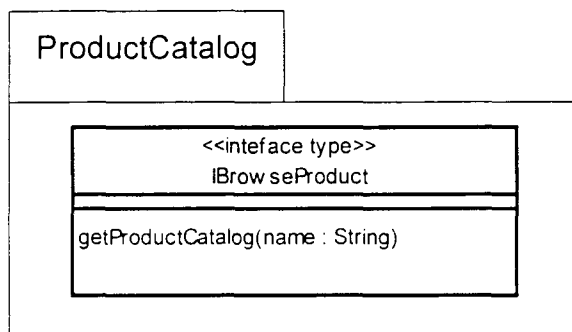 ProductCatalog
<<inteface type>>
IBrowseProduct
getProductCatalog(name : String)